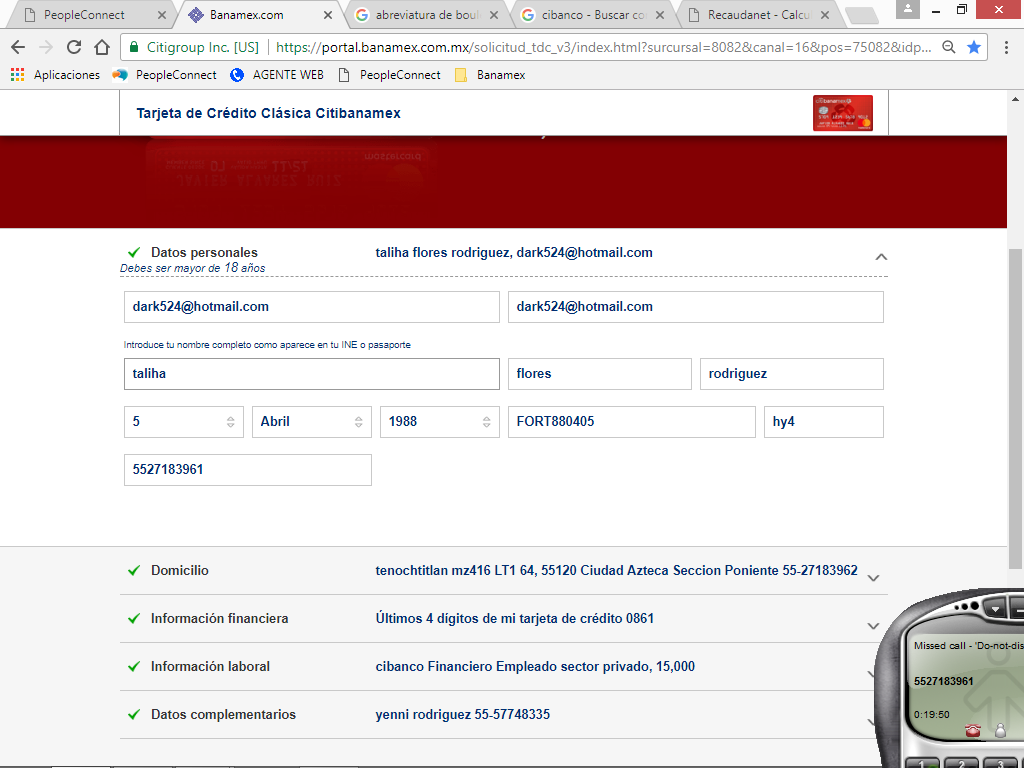 PeopleConnect
Banamex.com
abreviatura de boul
cibanco - Buscar co
Recaudanet - Calcu
Citigroup Inc. [US] https://portal.banamex.com.mx/solicitud_tdc_v3/index.html?sursursal=8082&canal=16&pos=75082&idp...
Aplicaciones PeopleConnect AGENTE WEB PeopleConnect Banamex
Tarjeta de Crédito Clásica Citibanamex
Datos personales taliha flores rodriguez, dark524@hotmail.com
Debes ser mayor de 18 años
dark524@hotmail.com dark524@hotmail.com
Introduce tu nombre completo como aparece en tu INE o pasaporte
taliha flores rodriguez
5 Abril 1988 FORT880405 hy4
5527183961
Domicilio tenochtitlan mz416 LT1 64, 55120 Ciudad Azteca Seccion Poniente 55-27183962
Información financiera Últimos 4 dígitos de mi tarjeta de crédito 0861
Información laboral cibanco Financiero Empleado sector privado, 15,000
Datos complementarios yenni rodriguez 55-57748335
Missed call - 'Do-not-dis
5527183961
0:19:50
1 2 3